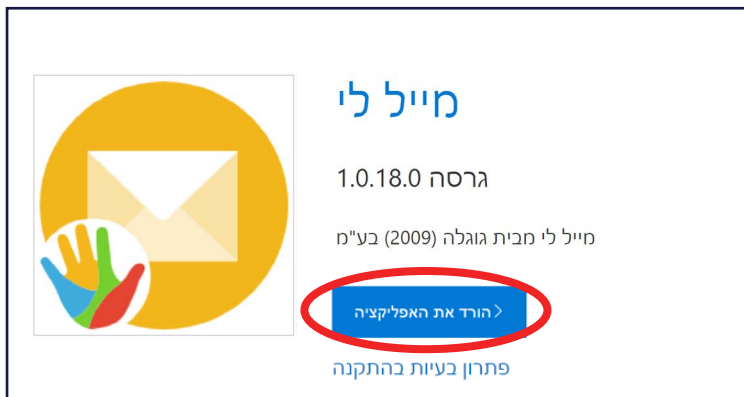 מייל לי
גרסה 1.0.18.0
מייל לי מבית גוגלה (2009) בע"מ
הורד את האפליקציה
פתרון בעיות בהתקנה